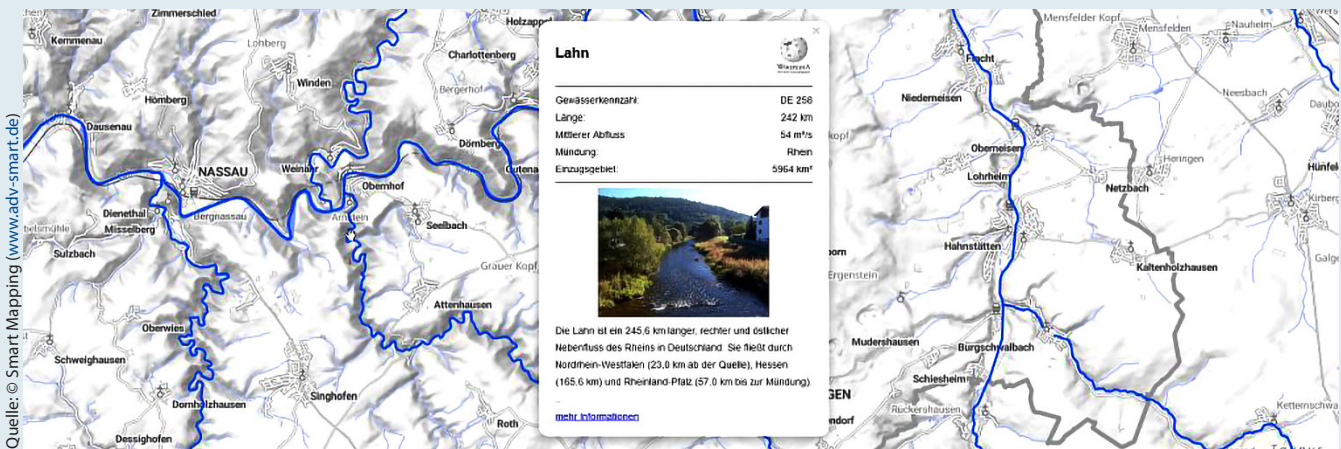 Quelle: © Smart Mapping (www.adv-smart.de)
Zimmerschied
Kemmenau
Lohberg
Winden
Hömberg
Dausenau
NASSAU
Weinähr
Dienethal
Misselberg
Bergnassau
Sulzbach
Obernhof
Arnstein
Seelbach
Holzappel
Charlottenberg
Bergerhof
Dörnberg
Grauer Kopf
Attenhausen
Oberwies
Schweighausen
Dornholzhausen
Dessighofen
Singhofen
Roth
Lahn
WIKIPEDIA
Gewässerkennzahl: DE 258
Länge: 242 km
Mittlerer Abfluss 54 m³/s
Mündung: Rhein
Einzugsgebiet: 5964 km²
Die Lahn ist ein 245,6 km langer, rechter und östlicher
Nebenfluss des Rheins in Deutschland. Sie fließt durch
Nordrhein-Westfalen (23,0 km ab der Quelle), Hessen
(165,6 km) und Rheinland-Pfalz (57,0 km bis zur Mündung).
mehr Informationen
Mensfelder Kopf
Mensfelden
Nauheim
Flacht
Niederneisen
Neesbach
Oberneisen
Heringen
Lohrheim
Netzbach
Hahnstätten
Kaltenholzhausen
Ergenstein
Mudershausen
Burgschwalbach
Schiesheim
Rückershausen